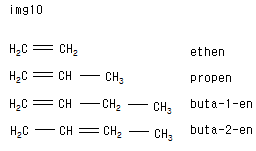 img10
H₂C == CH₂ ethen
H₂C == CH — CH₃ propen
H₂C == CH — CH₂ — CH₃ buta-1-en
H₂C — CH == CH₂ — CH₃ buta-2-en